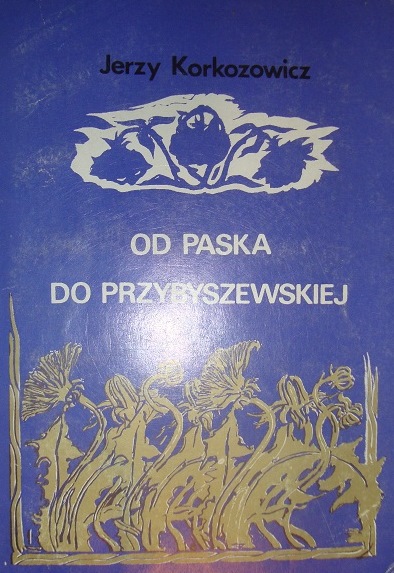 Jerzy Korkozowicz
OD PASKA
DO PRZYBYSZEWSKIEJ